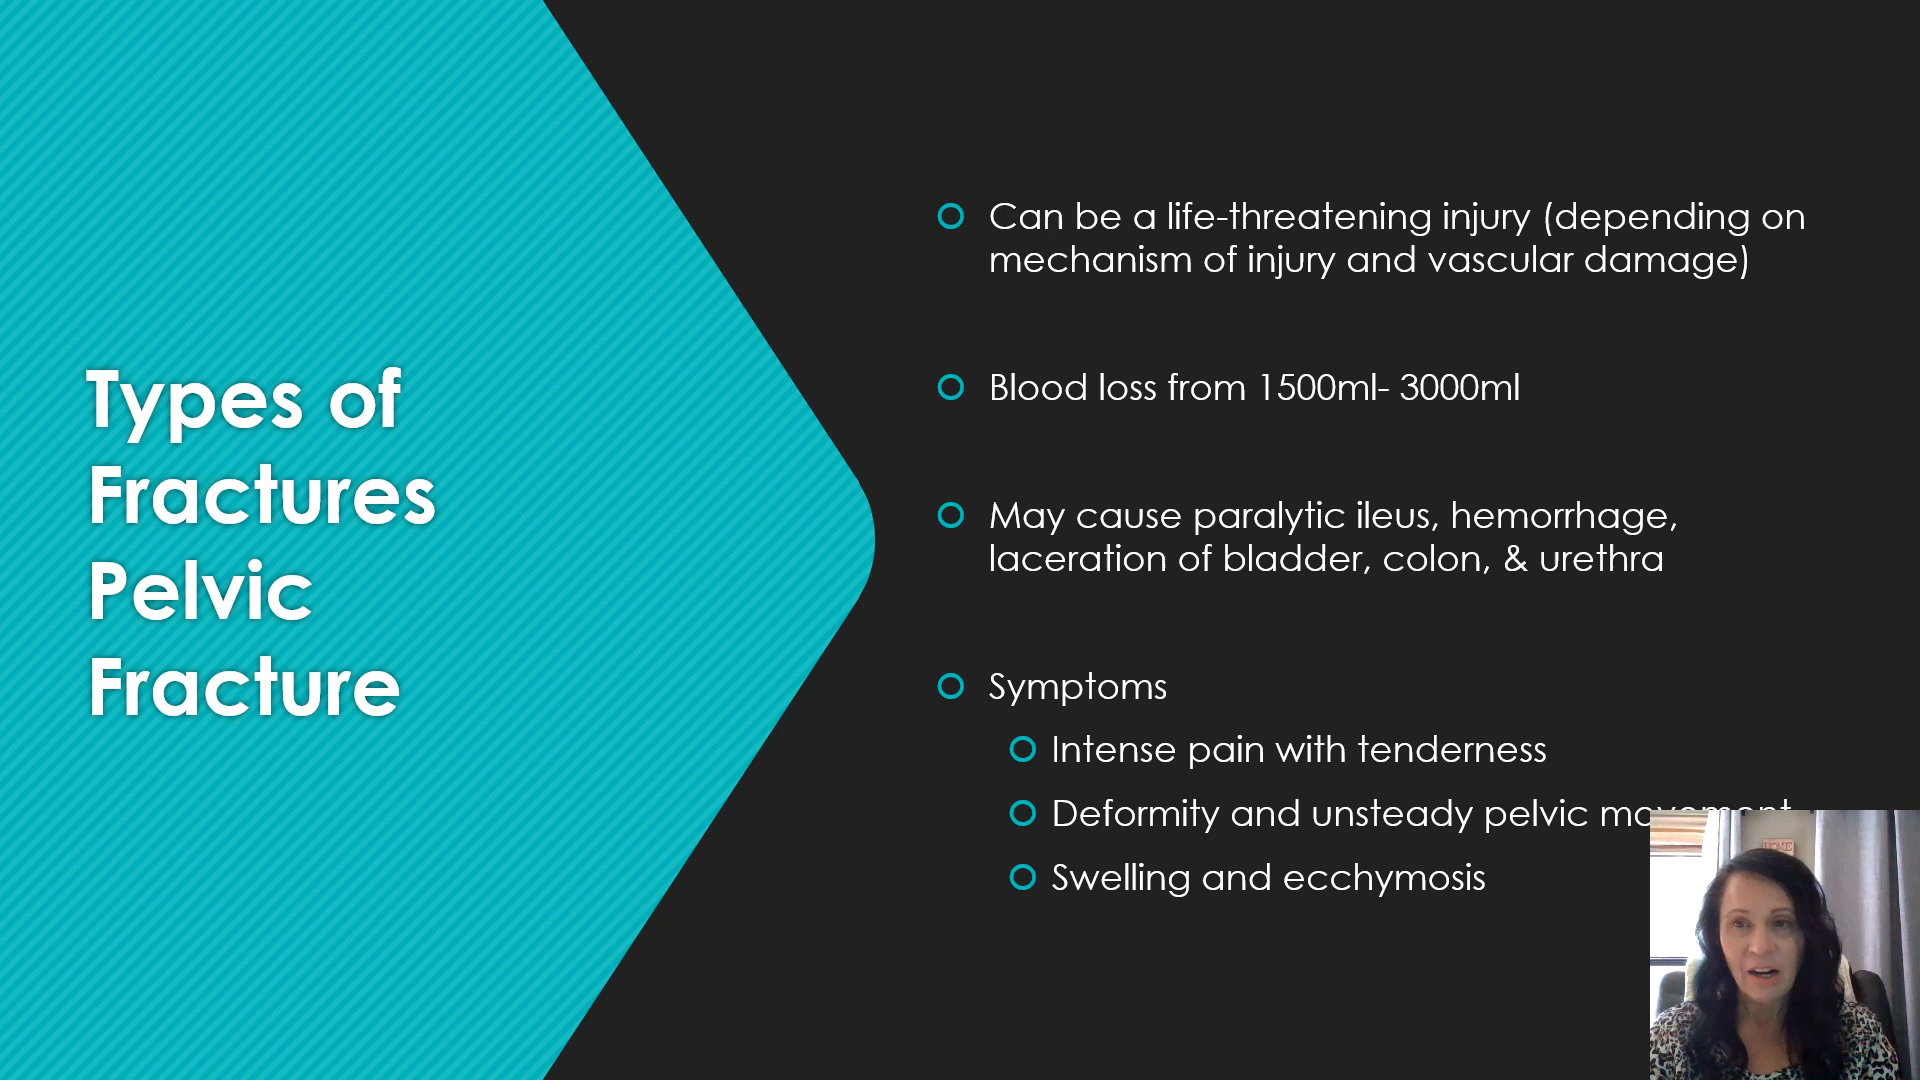 Types of
Fractures
Pelvic
Fracture
Can be a life-threatening injury (depending on
mechanism of injury and vascular damage)
Blood loss from 1500ml- 3000ml
May cause paralytic ileus, hemorrhage,
laceration of bladder, colon, & urethra
Symptoms
Intense pain with tenderness
Deformity and unsteady pelvic movement
Swelling and ecchymosis
HOME